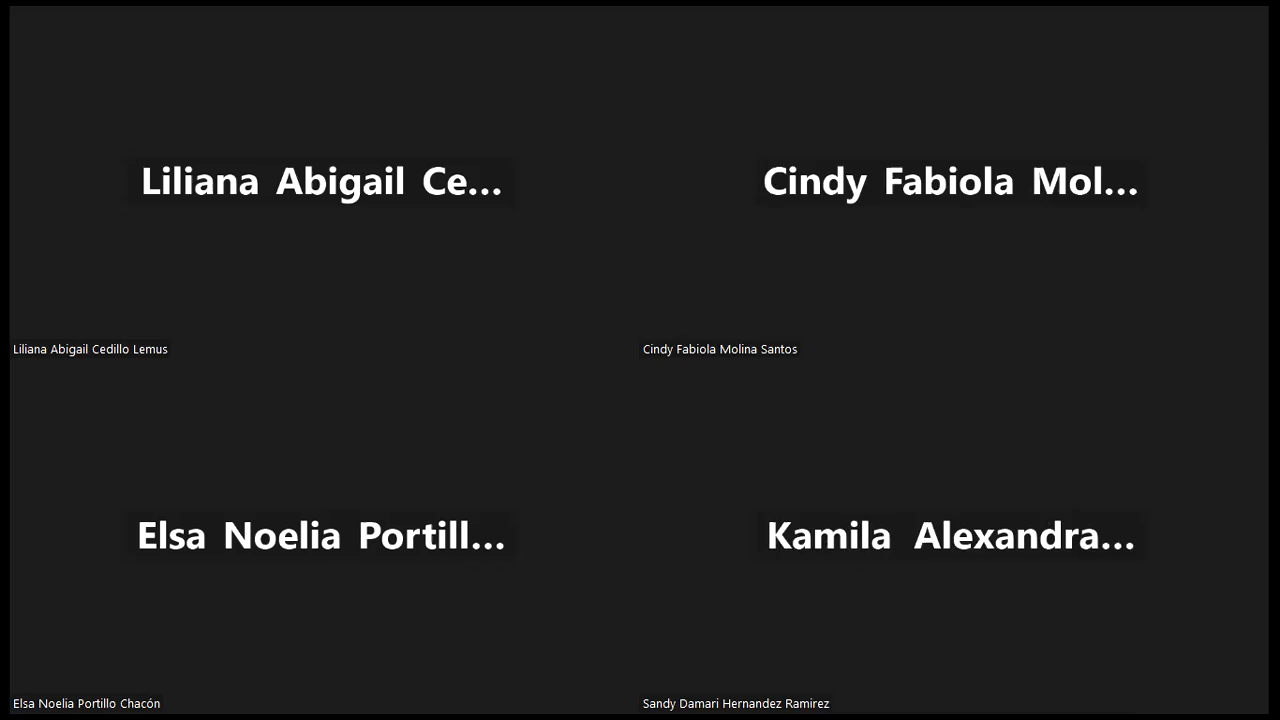 Liliana Abigail Ce...
Cindy Fabiola Mol...
Liliana Abigail Cedillo Lemus
Cindy Fabiola Molina Santos
Elsa Noelia Portill...
Kamila Alexandra...
Elsa Noelia Portillo Chacón
Sandy Damari Hernandez Ramirez